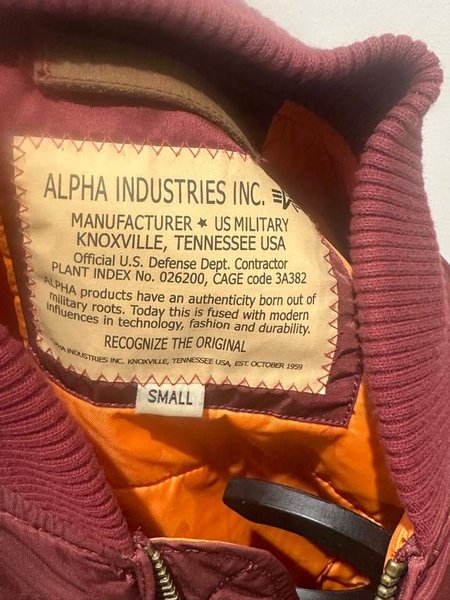 ALPHA INDUSTRIES INC.
MANUFACTURER ★ US MILITARY
KNOXVILLE, TENNESSEE USA
Official U.S. Defense Dept. Contractor
PLANT INDEX No. 026200, CAGE code 3A382
ALPHA products have an authenticity born out of
military roots. Today this is fused with modern
influences in technology, fashion and durability.
RECOGNIZE THE ORIGINAL
INDUSTRIES INC. KNOXVILLE, TENNESSEE USA, EST. OCTOBER 1959
SMALL